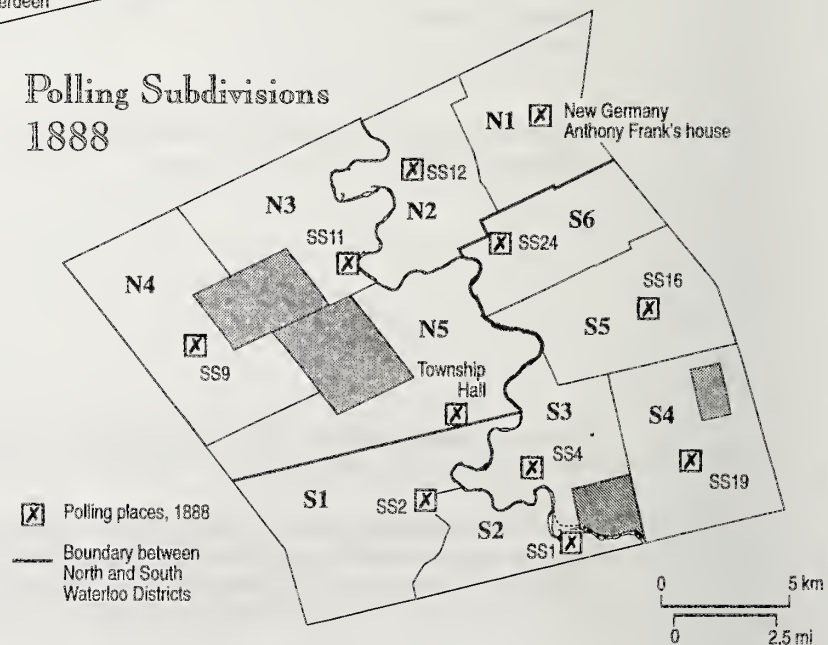 Polling Subdivisions
1888
N1
New Germany
Anthony Frank's house
SS12
N3
N2
SS11
S6
SS24
N4
SS16
N5
S5
SS9
Township
Hall
S3
S4
SS4
SS19
S1
SS2
S2
SS1
Polling places, 1888
Boundary between
North and South
Waterloo Districts
0 5 km
0 2.5 mi